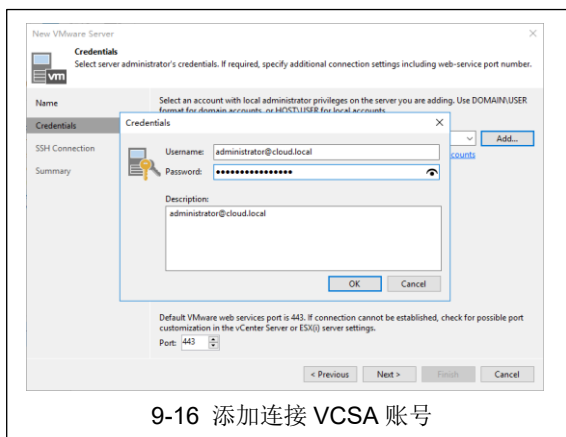 New VMware Server
Credentials
Select server administrator's credentials. If required, specify additional connection settings including web-service port number.
vm
Name
Credentials
SSH Connection
Summary
Select an account with local administrator privileges on the server you are adding. Use DOMAIN\USER
format for domain accounts, or HOST\USER for local accounts.
Add...
counts
Credentials
Username: administrator@cloud.local
Password: ●●●●●●●●●●●●●●●●
Description:
administrator@cloud.local
OK Cancel
Default VMware web services port is 443. If connection cannot be established, check for possible port
customization in the vCenter Server or ESX(i) server settings.
Port: 443
< Previous Next > Finish Cancel
9-16 添加连接 VCSA 账号